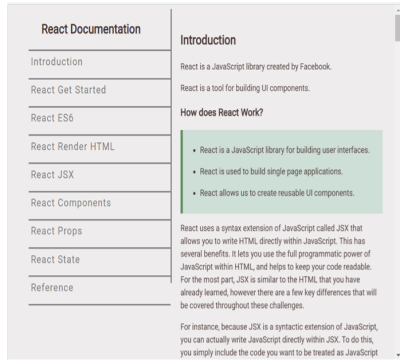 React Documentation
Introduction
React Get Started
React ES6
React Render HTML
React JSX
React Components
React Props
React State
Reference
Introduction
React is a JavaScript library created by Facebook.
React is a tool for building UI components.
How does React Work?
• React is a JavaScript library for building user interfaces.
• React is used to build single page applications.
• React allows us to create reusable UI components.
React uses a syntax extension of JavaScript called JSX that
allows you to write HTML directly within JavaScript. This has
several benefits. It lets you use the full programmatic power of
JavaScript within HTML, and helps to keep your code readable.
For the most part, JSX is similar to the HTML that you have
already learned, however there are a few key differences that will
be covered throughout these challenges.
For instance, because JSX is a syntactic extension of JavaScript,
you can actually write JavaScript directly within JSX. To do this,
you simply include the code you want to be treated as JavaScript